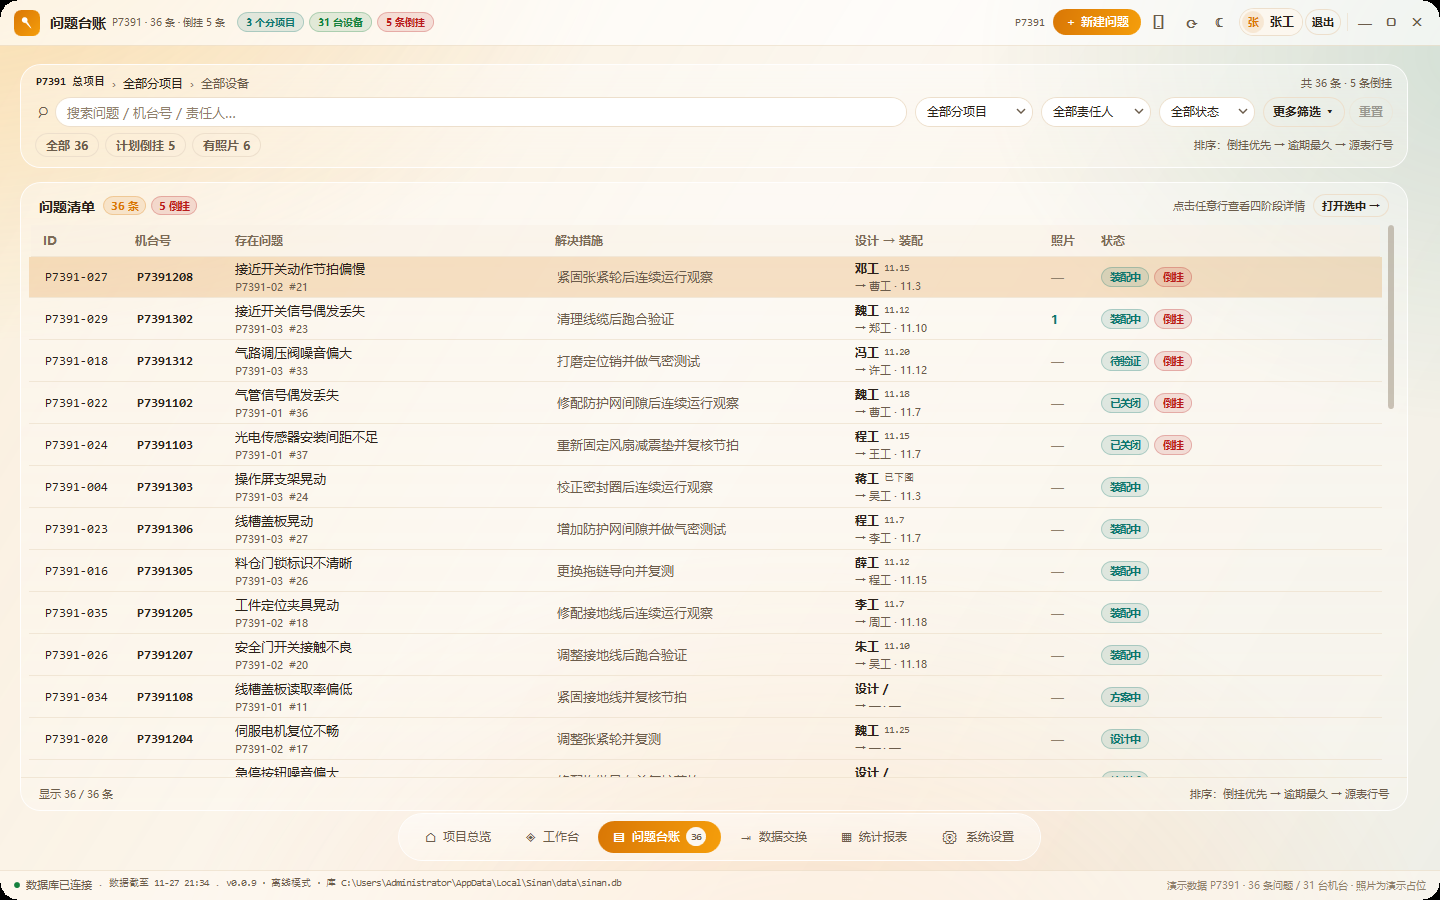 问题台账 P7391 · 36 条 · 倒挂 5 条 3 个分项目 31 台设备 5 条倒挂 P7391 + 新建问题 张 张工 退出
P7391 总项目 › 全部分项目 › 全部设备 共 36 条 · 5 条倒挂
搜索问题 / 机台号 / 责任人... 全部分项目 全部责任人 全部状态 更多筛选 重置
全部 36 计划倒挂 5 有照片 6 排序：倒挂优先 → 逾期最久 → 源表行号
问题清单 36 条 5 倒挂 点击任意行查看四阶段详情 打开选中 →
ID 机台号 存在问题 解决措施 设计 → 装配 照片 状态
P7391-027 P7391208 接近开关动作节拍偏慢 紧固张紧轮后连续运行观察 邓工 11.15 — 装配中 倒挂
P7391-02 #21 → 曹工 · 11.3
P7391-029 P7391302 接近开关信号偶发丢失 清理线缆后跑合验证 魏工 11.12 1 装配中 倒挂
P7391-03 #23 → 郑工 · 11.10
P7391-018 P7391312 气路调压阀噪音偏大 打磨定位销并做气密测试 冯工 11.20 — 待验证 倒挂
P7391-03 #33 → 许工 · 11.12
P7391-022 P7391102 气管信号偶发丢失 修配防护网间隙后连续运行观察 魏工 11.18 — 已关闭 倒挂
P7391-01 #36 → 曹工 · 11.7
P7391-024 P7391103 光电传感器安装间距不足 重新固定风扇减震垫并复核节拍 程工 11.15 — 已关闭 倒挂
P7391-01 #37 → 王工 · 11.7
P7391-004 P7391303 操作屏支架晃动 校正密封圈后连续运行观察 蒋工 已下图 — 装配中
P7391-03 #24 → 吴工 · 11.3
P7391-023 P7391306 线槽盖板晃动 增加防护网间隙并做气密测试 程工 11.7 — 装配中
P7391-03 #27 → 李工 · 11.7
P7391-016 P7391305 料仓门锁标识不清晰 更换拖链导向并复测 薛工 11.12 — 装配中
P7391-03 #26 → 程工 · 11.15
P7391-035 P7391205 工件定位夹具晃动 修配接地线后连续运行观察 李工 11.7 — 装配中
P7391-02 #18 → 周工 · 11.18
P7391-026 P7391207 安全门开关接触不良 调整接地线后跑合验证 朱工 11.10 — 装配中
P7391-02 #20 → 吴工 · 11.18
P7391-034 P7391108 线槽盖板读取率偏低 紧固接地线并复核节拍 设计 / — 方案中
P7391-01 #11 → — · —
P7391-020 P7391204 伺服电机复位不畅 调整张紧轮并复测 魏工 11.25 — 设计中
P7391-02 #17 → — · —
急停按钮噪音偏大 设计 /
显示 36 / 36 条 排序：倒挂优先 → 逾期最久 → 源表行号
项目总览 工作台 问题台账 36 数据交换 统计报表 系统设置
数据库已连接 · 数据截至 11-27 21:34 · v0.0.9 · 离线模式 · 库 C:\Users\Administrator\AppData\Local\Sinan\data\sinan.db 演示数据 P7391 · 36 条问题 / 31 台机台 · 照片为演示占位